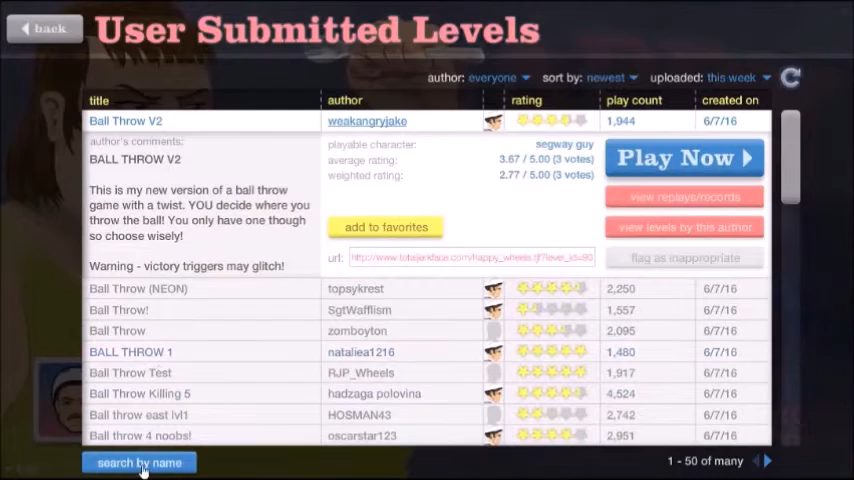 back
User Submitted Levels
author: everyone sort by: newest uploaded: this week
title author rating play count created on
Ball Throw V2 weakangryjake 1,944 6/7/16
author's comments:
BALL THROW V2
This is my new version of a ball throw
game with a twist. YOU decide where you
throw the ball! You only have one though
so choose wisely!
Warning - victory triggers may glitch!
playable character: segway guy
average rating: 3.67 / 5.00 (3 votes)
weighted rating: 2.77 / 5.00 (3 votes)
add to favorites
url: http://www.totaljerkface.com/happy_wheels.tjf?level_id=90
Play Now
view replays/records
view levels by this author
flag as inappropriate
Ball Throw (NEON) topsykrest 2,250 6/7/16
Ball Throw! SgtWafflism 1,557 6/7/16
Ball Throw zomboyton 2,095 6/7/16
BALL THROW 1 nataliea1216 1,480 6/7/16
Ball Throw Test RJP_Wheels 1,917 6/7/16
Ball Throw Killing 5 hadzaga polovina 4,524 6/7/16
Ball throw east lvl1 HOSMAN43 2,742 6/7/16
Ball throw 4 noobs! oscarstar123 2,951 6/7/16
search by name
1 - 50 of many